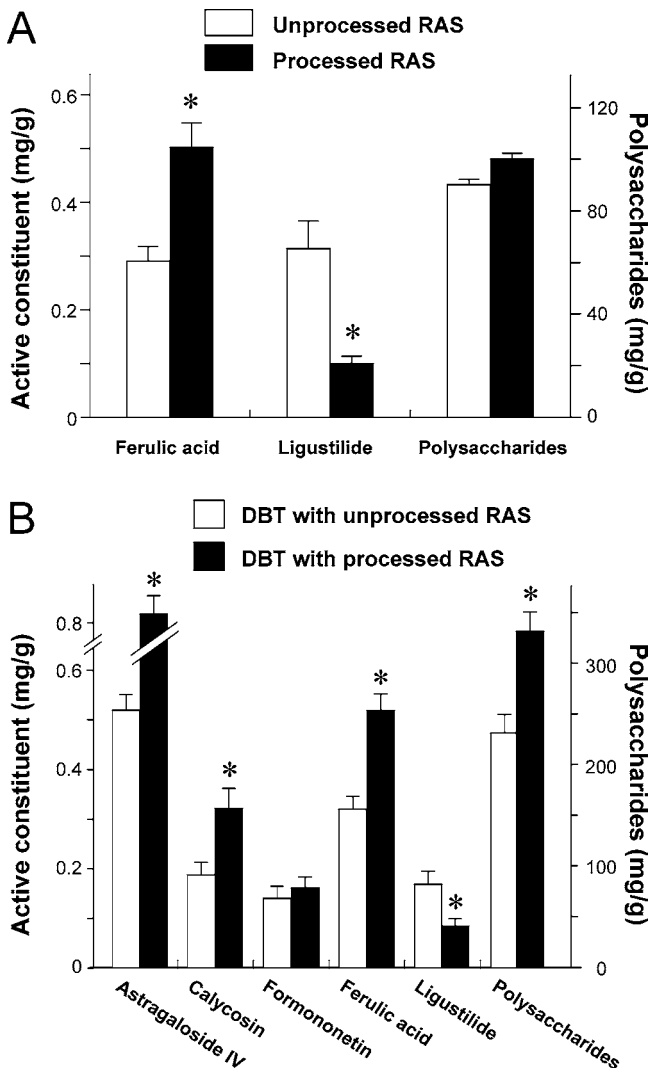 A
Unprocessed RAS
Processed RAS
Active constituent (mg/g)
0.6
0.4
0.2
0
*
*
120
80
40
0
Polysaccharides (mg/g)
Ferulic acid
Ligustilide
Polysaccharides
B
DBT with unprocessed RAS
DBT with processed RAS
Active constituent (mg/g)
0.8
0.6
0.4
0.2
0
*
*
*
*
*
300
200
100
0
Polysaccharides (mg/g)
Astragaloside IV
Calycosin
Formononetin
Ferulic acid
Ligustilide
Polysaccharides